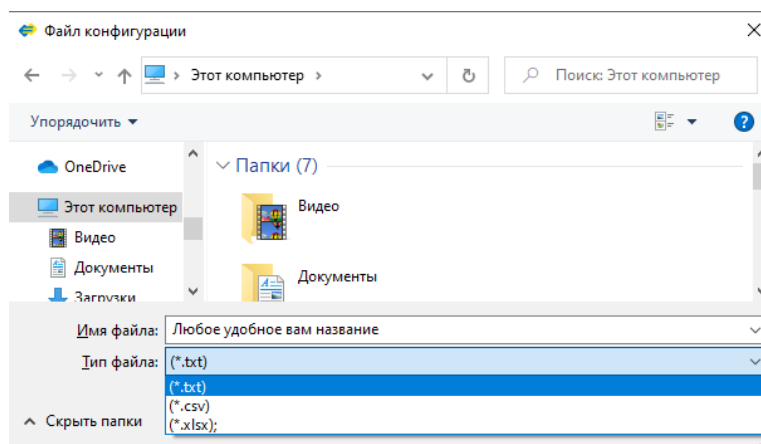 Файл конфигурации
Этот компьютер
Поиск: Этот компьютер
Упорядочить
OneDrive
Папки (7)
Этот компьютер
Видео
Видео
Документы
Документы
Загрузки
Имя файла: Любое удобное вам название
Тип файла: (*.txt)
(*.txt)
(*.csv)
(*.xlsx);
Скрыть папки